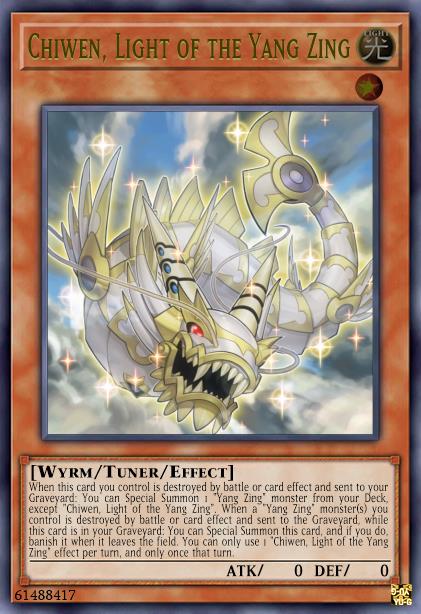 Chiwen, Light of the Yang Zing
LIGHT
光
[Wyrm/Tuner/Effect]
When this card you control is destroyed by battle or card effect and sent to your
Graveyard: You can Special Summon 1 "Yang Zing" monster from your Deck,
except "Chiwen, Light of the Yang Zing". When a "Yang Zing" monster(s) you
control is destroyed by battle or card effect and sent to the Graveyard, while
this card is in your Graveyard: You can Special Summon this card, and if you do,
banish it when it leaves the field. You can only use 1 "Chiwen, Light of the Yang
Zing" effect per turn, and only once that turn.
ATK/ 0 DEF/ 0
61488417